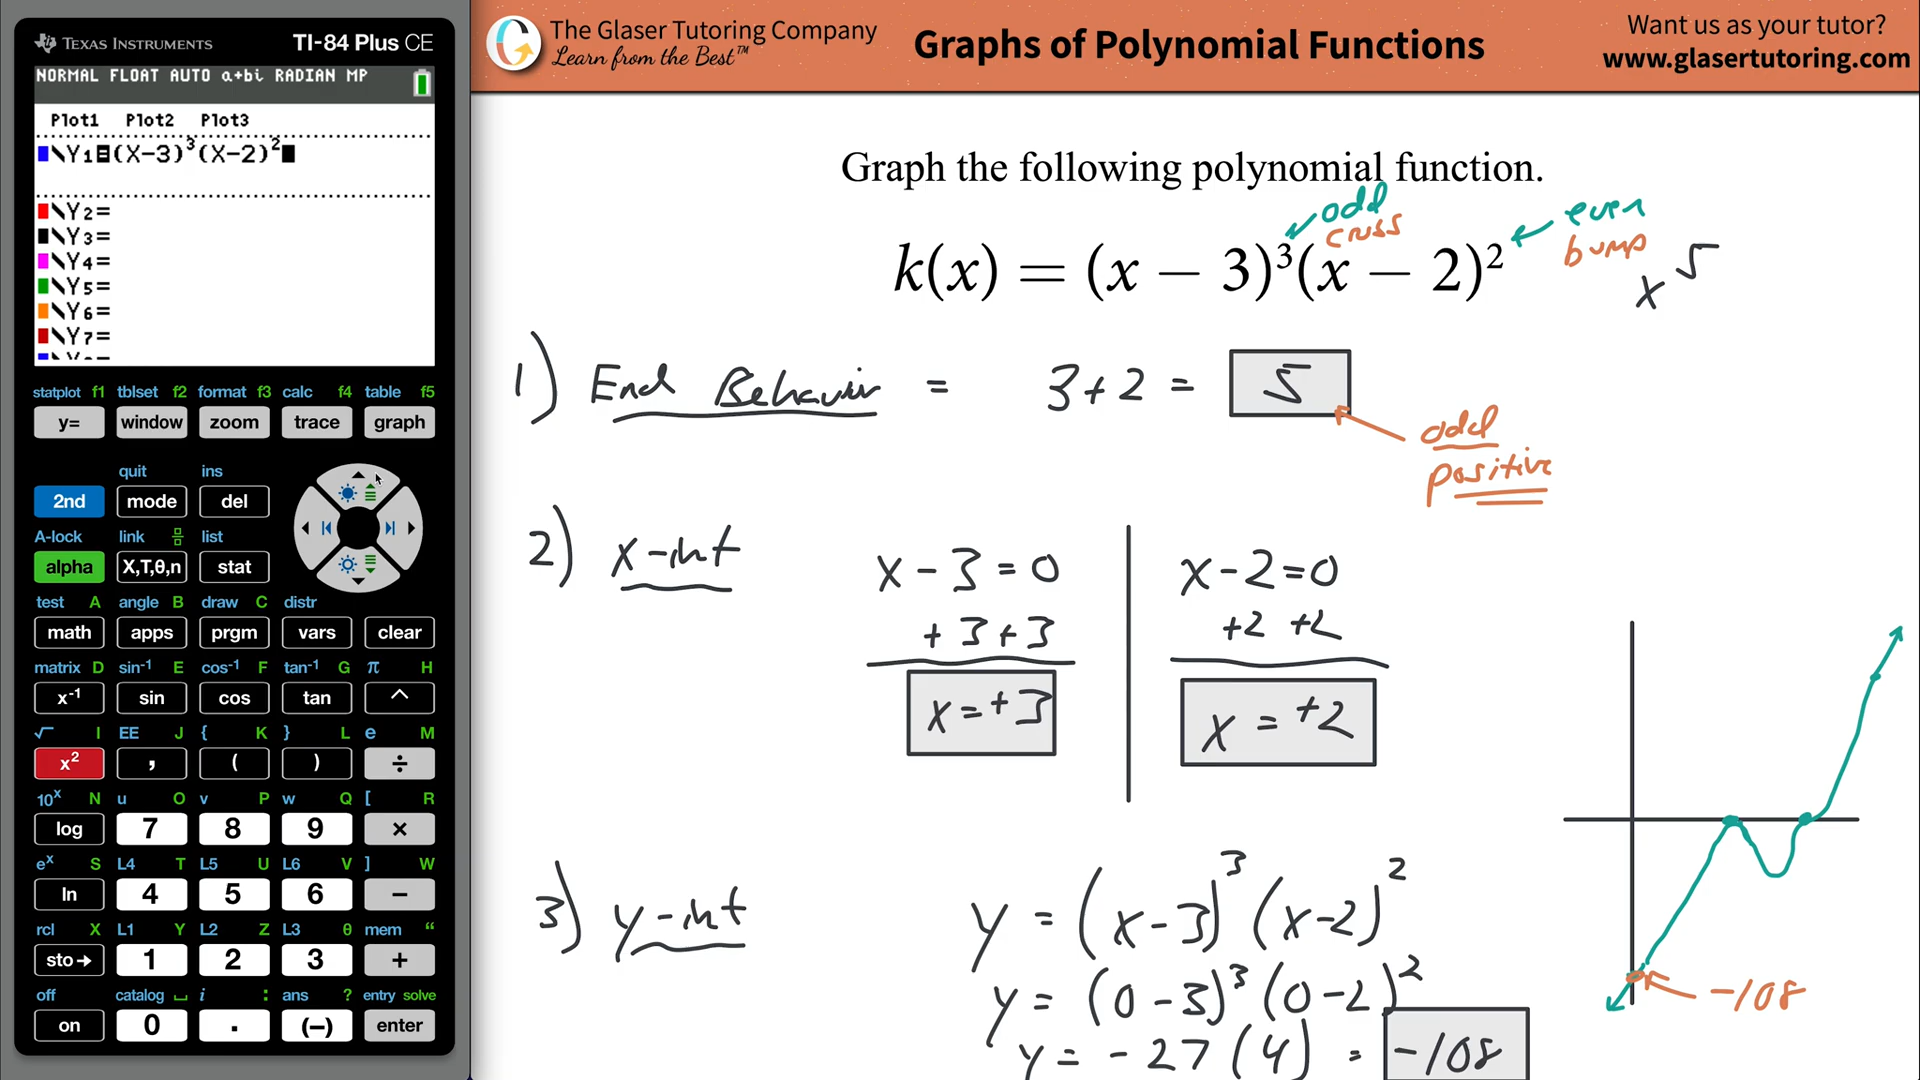 TEXAS INSTRUMENTS TI-84 Plus CE
NORMAL FLOAT AUTO a+bi RADIAN MP
Plot1 Plot2 Plot3
\Y1=(X-3)³(X-2)²
\Y2=
\Y3=
\Y4=
\Y5=
\Y6=
\Y7=
statplot f1 tblset f2 format f3 calc f4 table f5
y= window zoom trace graph
quit ins
2nd mode del
A-lock link list
alpha X,T,θ,n stat
test A angle B draw C distr
math apps prgm vars clear
matrix D sin⁻¹ E cos⁻¹ F tan⁻¹ G π H
x⁻¹ sin cos tan ^
√ I EE J { K } L e M
x² , ( ) ÷
10ˣ N u O v P w Q [ R
log 7 8 9 ×
eˣ S L4 T L5 U L6 V ] W
ln 4 5 6 −
rcl X L1 Y L2 Z L3 θ mem “
sto→ 1 2 3 +
off catalog ␣ i : ans ? entry solve
on 0 . (−) enter
The Glaser Tutoring Company
Learn from the Best™
Graphs of Polynomial Functions
Want us as your tutor?
www.glasertutoring.com
Graph the following polynomial function.
odd
cross
even
bump
k(x) = (x − 3)³(x − 2)²
x⁵
1) End Behavior = 3+2 = 5
odd
positive
2) x-int
x-3=0 x-2=0
+3 +3 +2 +2
x=+3 x=+2
3) y-int
y = (x-3)³(x-2)²
y = (0-3)³(0-2)²
y = -27(4) = -108
-108